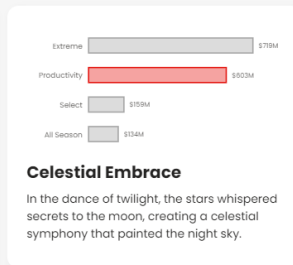 Extreme $719M
Productivity $603M
Select $159M
All Season $134M
Celestial Embrace
In the dance of twilight, the stars whispered
secrets to the moon, creating a celestial
symphony that painted the night sky.